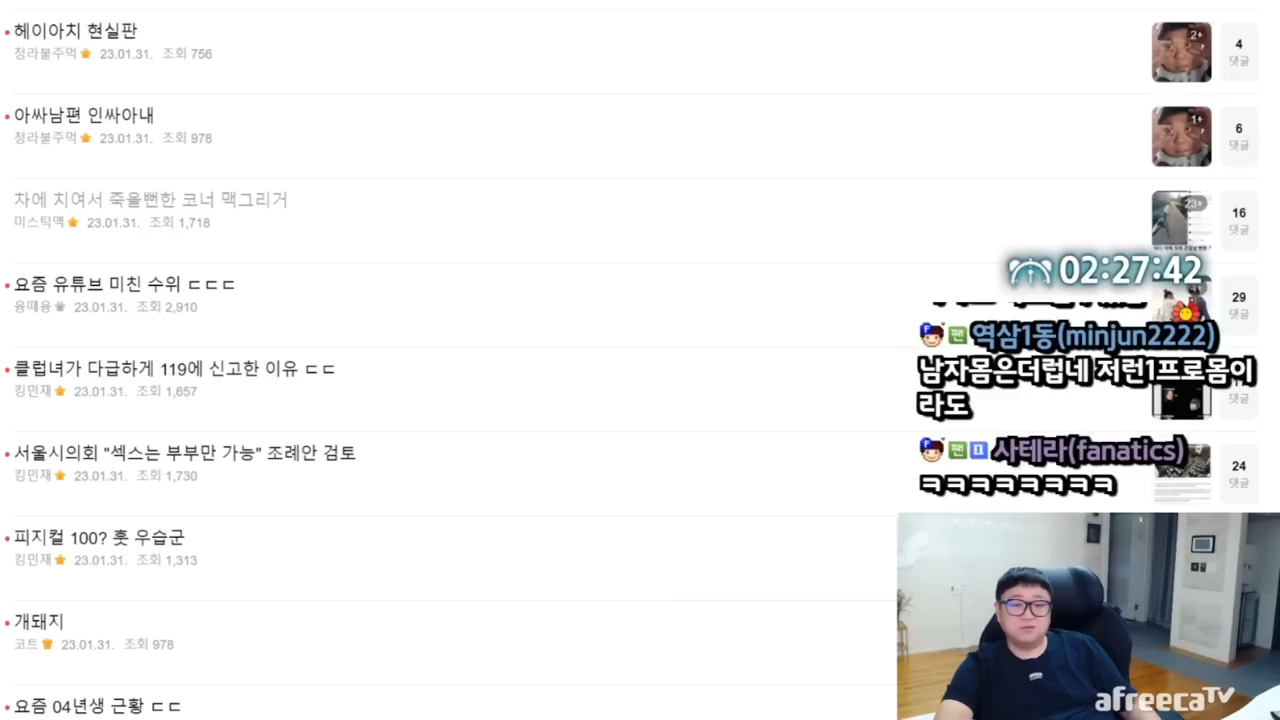 헤이아치 현실판
청라불주먹 23.01.31. 조회 756
2+
4
댓글
아싸남편 인싸아내
청라불주먹 23.01.31. 조회 978
1+
6
댓글
차에 치여서 죽을뻔한 코너 맥그리거
미스틱맥 23.01.31. 조회 1,718
23+
16
댓글
02:27:42
요즘 유튜브 미친 수위 ㄷㄷㄷ
융떼융 23.01.31. 조회 2,910
29
댓글
팬 역삼1동(minjun2222)
남자몸은더럽네 저런1프로몸이
라도
클럽녀가 다급하게 119에 신고한 이유 ㄷㄷ
킹민재 23.01.31. 조회 1,657
댓글
서울시의회 "섹스는 부부만 가능" 조례안 검토
킹민재 23.01.31. 조회 1,730
팬 사테라(fanatics)
ㅋㅋㅋㅋㅋㅋㅋㅋ
24
댓글
피지컬 100? 훗 우습군
킹민재 23.01.31. 조회 1,313
개돼지
코트 23.01.31. 조회 978
요즘 04년생 근황 ㄷㄷ
afreecaTV